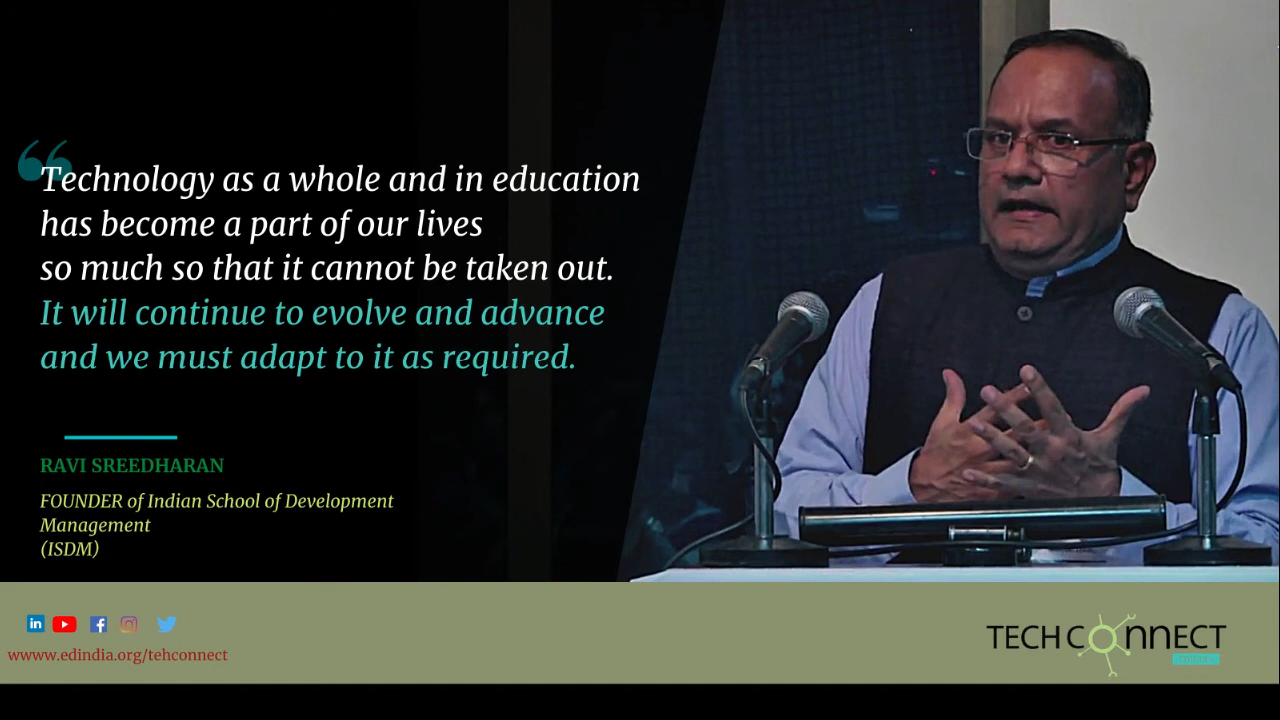 “
Technology as a whole and in education
has become a part of our lives
so much so that it cannot be taken out.
It will continue to evolve and advance
and we must adapt to it as required.
RAVI SREEDHARAN
FOUNDER of Indian School of Development
Management
(ISDM)
in
f
wwww.edindia.org/tehconnect
TECH CONNECT